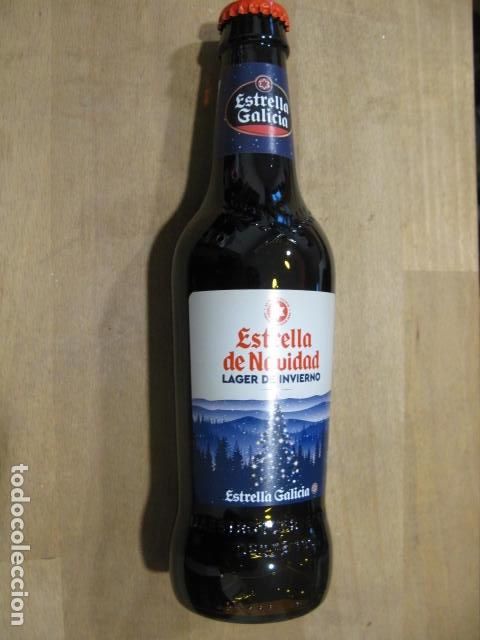 Estrella
Galicia
Estrella
de Navidad
LAGER DE INVIERNO
Estrella Galicia
todocoleccion